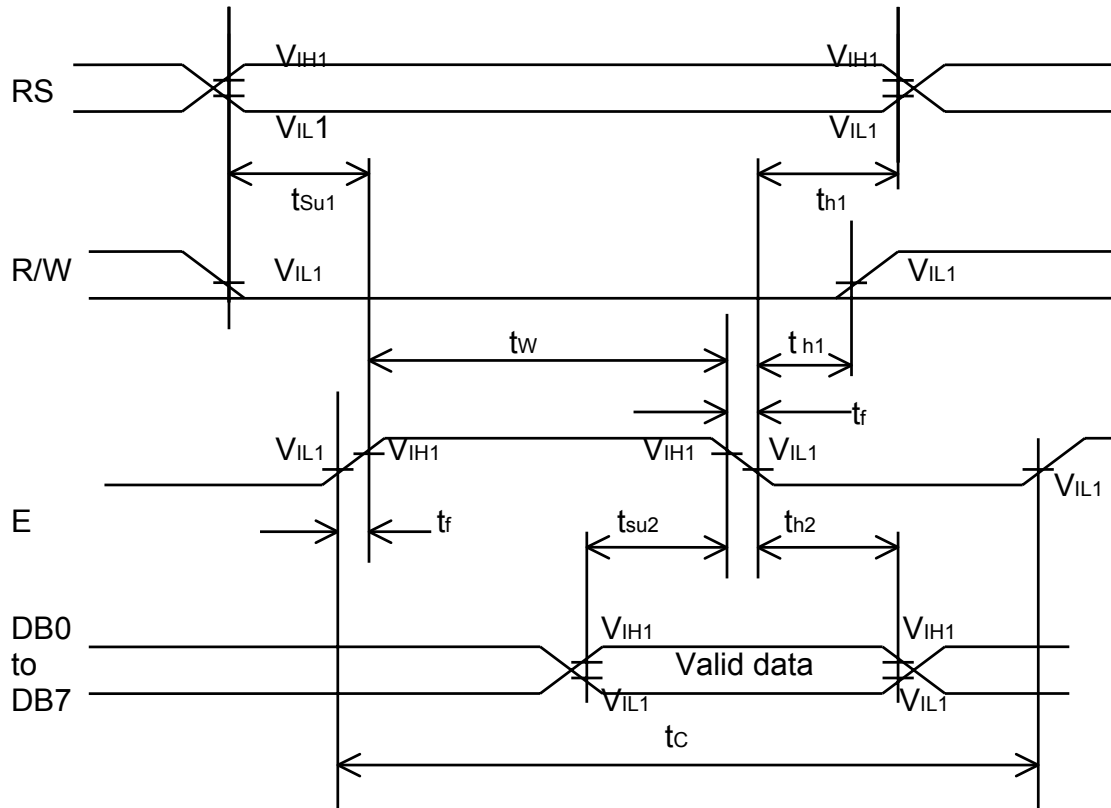 VIH1 VIH1
RS
VIL1 VIL1
tSu1 th1
R/W VIL1 VIL1
tW th1
tf
VIL1 VIH1 VIH1 VIL1
VIL1
E tf tsu2 th2
DB0 VIH1 VIH1
to Valid data
DB7 VIL1 VIL1
tC